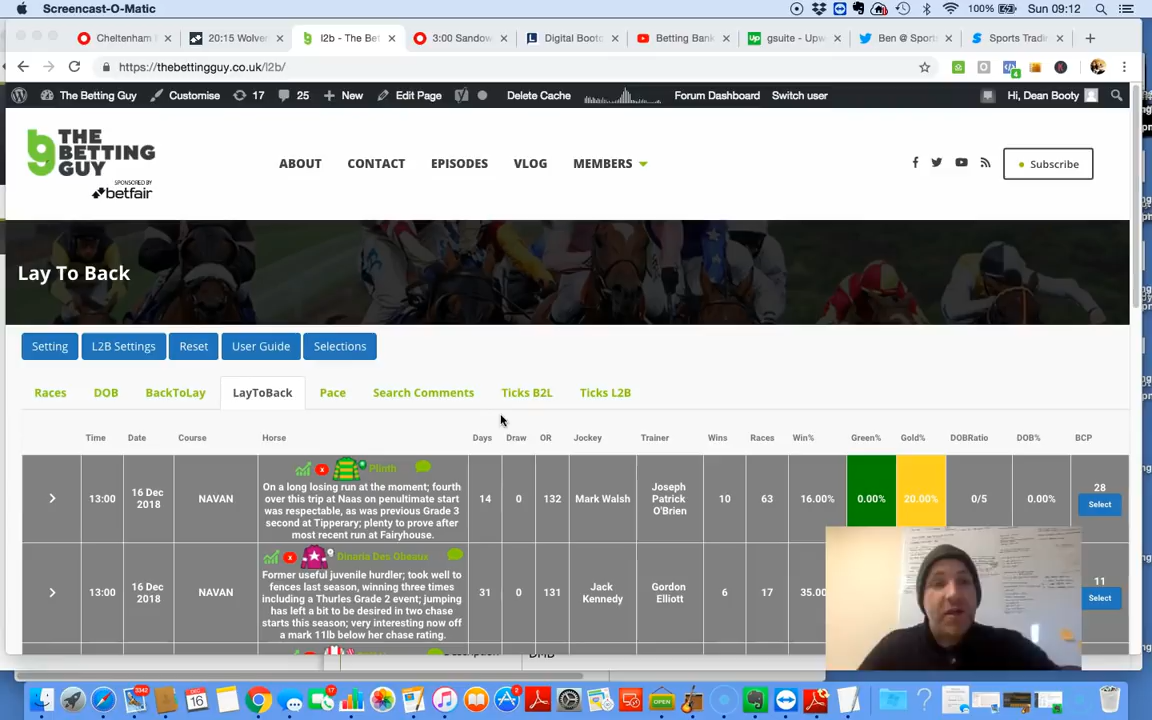 Screencast-O-Matic 100% Sun 09:12
Cheltenham 20:15 Wolver l2b - The Bet 3:00 Sandow Digital Bootc Betting Bank gsuite - Upw Ben @ Sports Sports Tradin
https://thebettingguy.co.uk/l2b/
The Betting Guy Customise 17 25 New Edit Page Delete Cache Forum Dashboard Switch user Hi, Dean Booty
THE
BETTING
GUY
SPONSORED BY
betfair
ABOUT CONTACT EPISODES VLOG MEMBERS Subscribe
Lay To Back
Setting L2B Settings Reset User Guide Selections
Races DOB BackToLay LayToBack Pace Search Comments Ticks B2L Ticks L2B
Time Date Course Horse Days Draw OR Jockey Trainer Wins Races Win% Green% Gold% DOBRatio DOB% BCP
Plinth
On a long losing run at the moment; fourth
over this trip at Naas on penultimate start
was respectable, as was previous Grade 3
second at Tipperary; plenty to prove after
most recent run at Fairyhouse.
13:00 16 Dec 2018 NAVAN 14 0 132 Mark Walsh Joseph Patrick O'Brien 10 63 16.00% 0.00% 20.00% 0/5 0.00% 28
Select
Dinaria Des Obeaux
Former useful juvenile hurdler; took well to
fences last season, winning three times
including a Thurles Grade 2 event; jumping
has left a bit to be desired in two chase
starts this season; very interesting now off
a mark 11lb below her chase rating.
13:00 16 Dec 2018 NAVAN 31 0 131 Jack Kennedy Gordon Elliott 6 17 35.00 11
Select